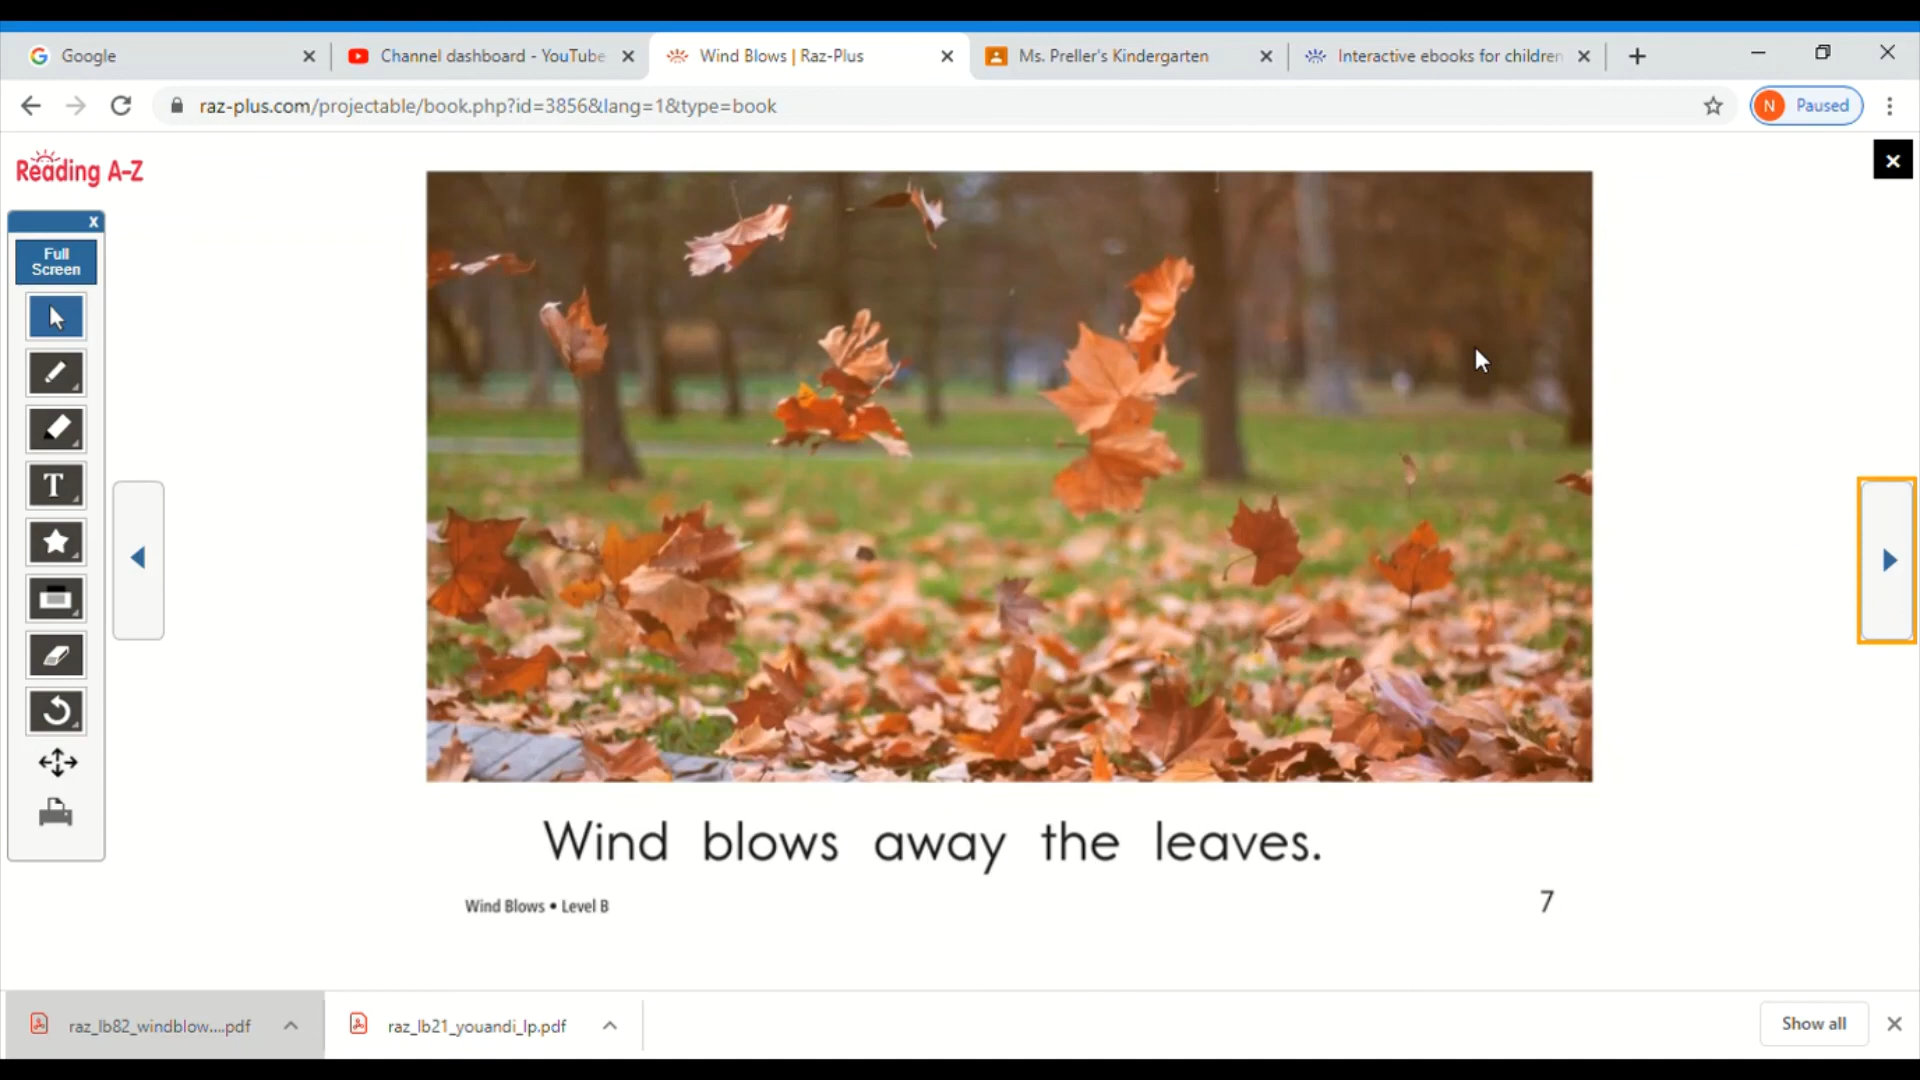 Google
Channel dashboard - YouTube
Wind Blows | Raz-Plus
Ms. Preller's Kindergarten
Interactive ebooks for children
raz-plus.com/projectable/book.php?id=3856&lang=1&type=book
N Paused
Reading A-Z
x
Full
Screen
T
Wind blows away the leaves.
Wind Blows • Level B
7
raz_lb82_windblow....pdf
raz_lb21_youandi_lp.pdf
Show all